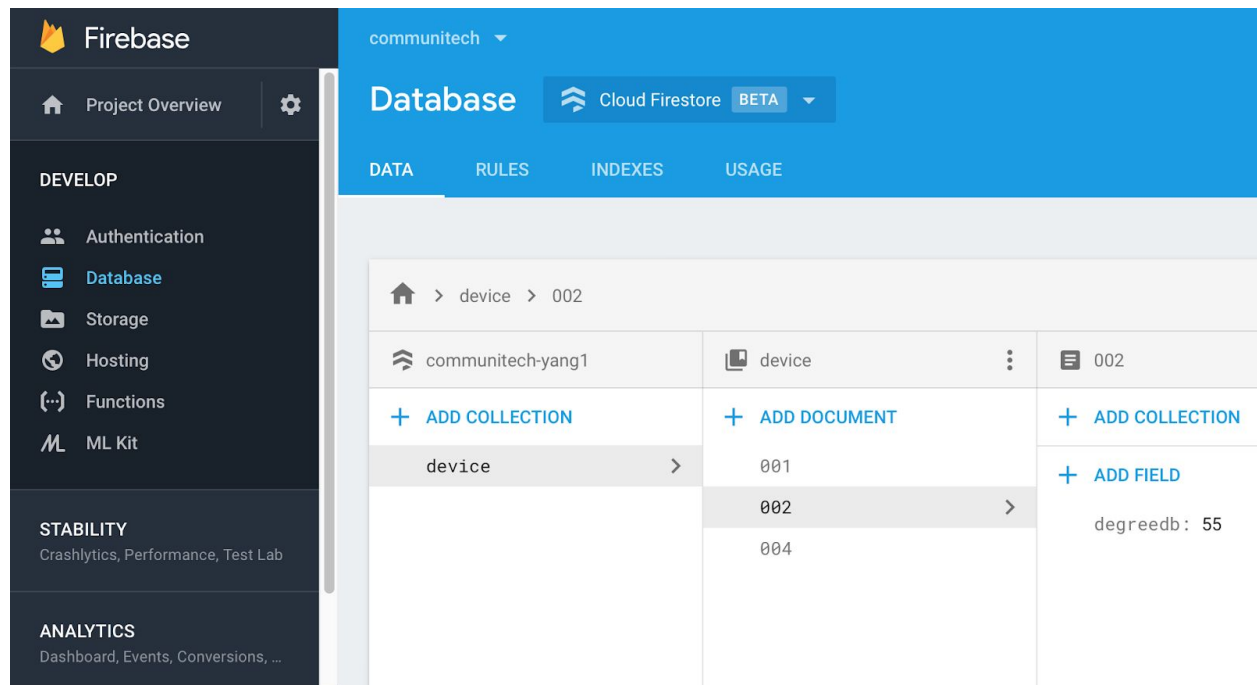 Firebase
Project Overview
DEVELOP
Authentication
Database
Storage
Hosting
Functions
ML Kit
STABILITY
Crashlytics, Performance, Test Lab
ANALYTICS
Dashboard, Events, Conversions, ...
communitech
Database Cloud Firestore BETA
DATA RULES INDEXES USAGE
device 002
communitech-yang1 device 002
ADD COLLECTION ADD DOCUMENT ADD COLLECTION
device 001 ADD FIELD
002 degreedb: 55
004